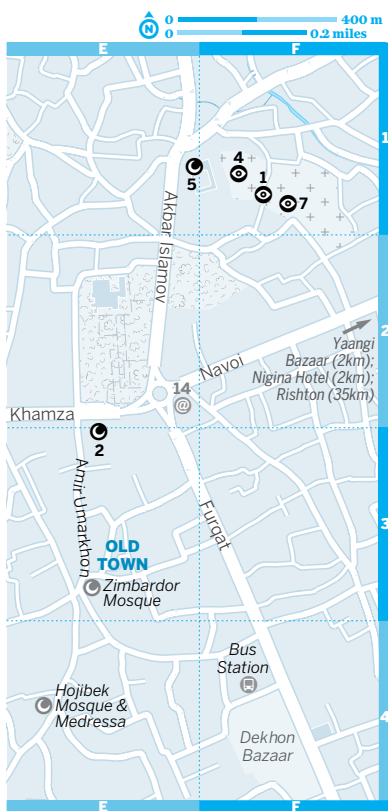 0 400 m
N
0 0.2 miles
E F
1
4
5
1
7
Akbar Islamov
2
Navoi
Yaangi
Bazaar (2km);
Nigina Hotel (2km);
Rishton (35km)
14
@
Khamza
2
Amir Umarkhon
Furqat
3
OLD
TOWN
Zimbardor
Mosque
Bus
Station
Hojibek
Mosque &
Medressa
4
Dekhon
Bazaar
E F